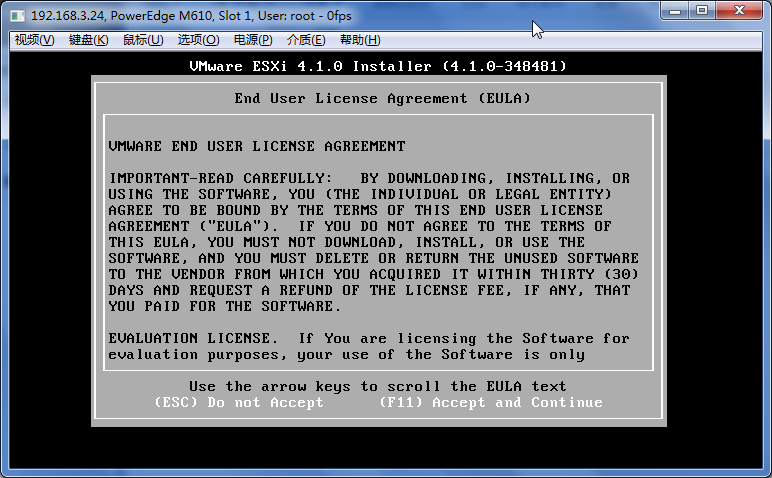 192.168.3.24, PowerEdge M610, Slot 1, User: root - 0fps
视频(V) 键盘(K) 鼠标(U) 选项(O) 电源(P) 介质(E) 帮助(H)
VMware ESXi 4.1.0 Installer (4.1.0-348481)
End User License Agreement (EULA)
VMWARE END USER LICENSE AGREEMENT
IMPORTANT-READ CAREFULLY:   BY DOWNLOADING, INSTALLING, OR
USING THE SOFTWARE, YOU (THE INDIVIDUAL OR LEGAL ENTITY)
AGREE TO BE BOUND BY THE TERMS OF THIS END USER LICENSE
AGREEMENT ("EULA").  IF YOU DO NOT AGREE TO THE TERMS OF
THIS EULA, YOU MUST NOT DOWNLOAD, INSTALL, OR USE THE
SOFTWARE, AND YOU MUST DELETE OR RETURN THE UNUSED SOFTWARE
TO THE VENDOR FROM WHICH YOU ACQUIRED IT WITHIN THIRTY (30)
DAYS AND REQUEST A REFUND OF THE LICENSE FEE, IF ANY, THAT
YOU PAID FOR THE SOFTWARE.
EVALUATION LICENSE.  If You are licensing the Software for
evaluation purposes, your use of the Software is only
Use the arrow keys to scroll the EULA text
(ESC) Do not Accept      (F11) Accept and Continue